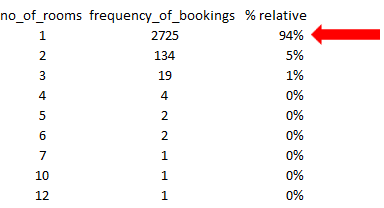 no_of_rooms frequency_of_bookings % relative
1 2725 94%
2 134 5%
3 19 1%
4 4 0%
5 2 0%
6 2 0%
7 1 0%
10 1 0%
12 1 0%